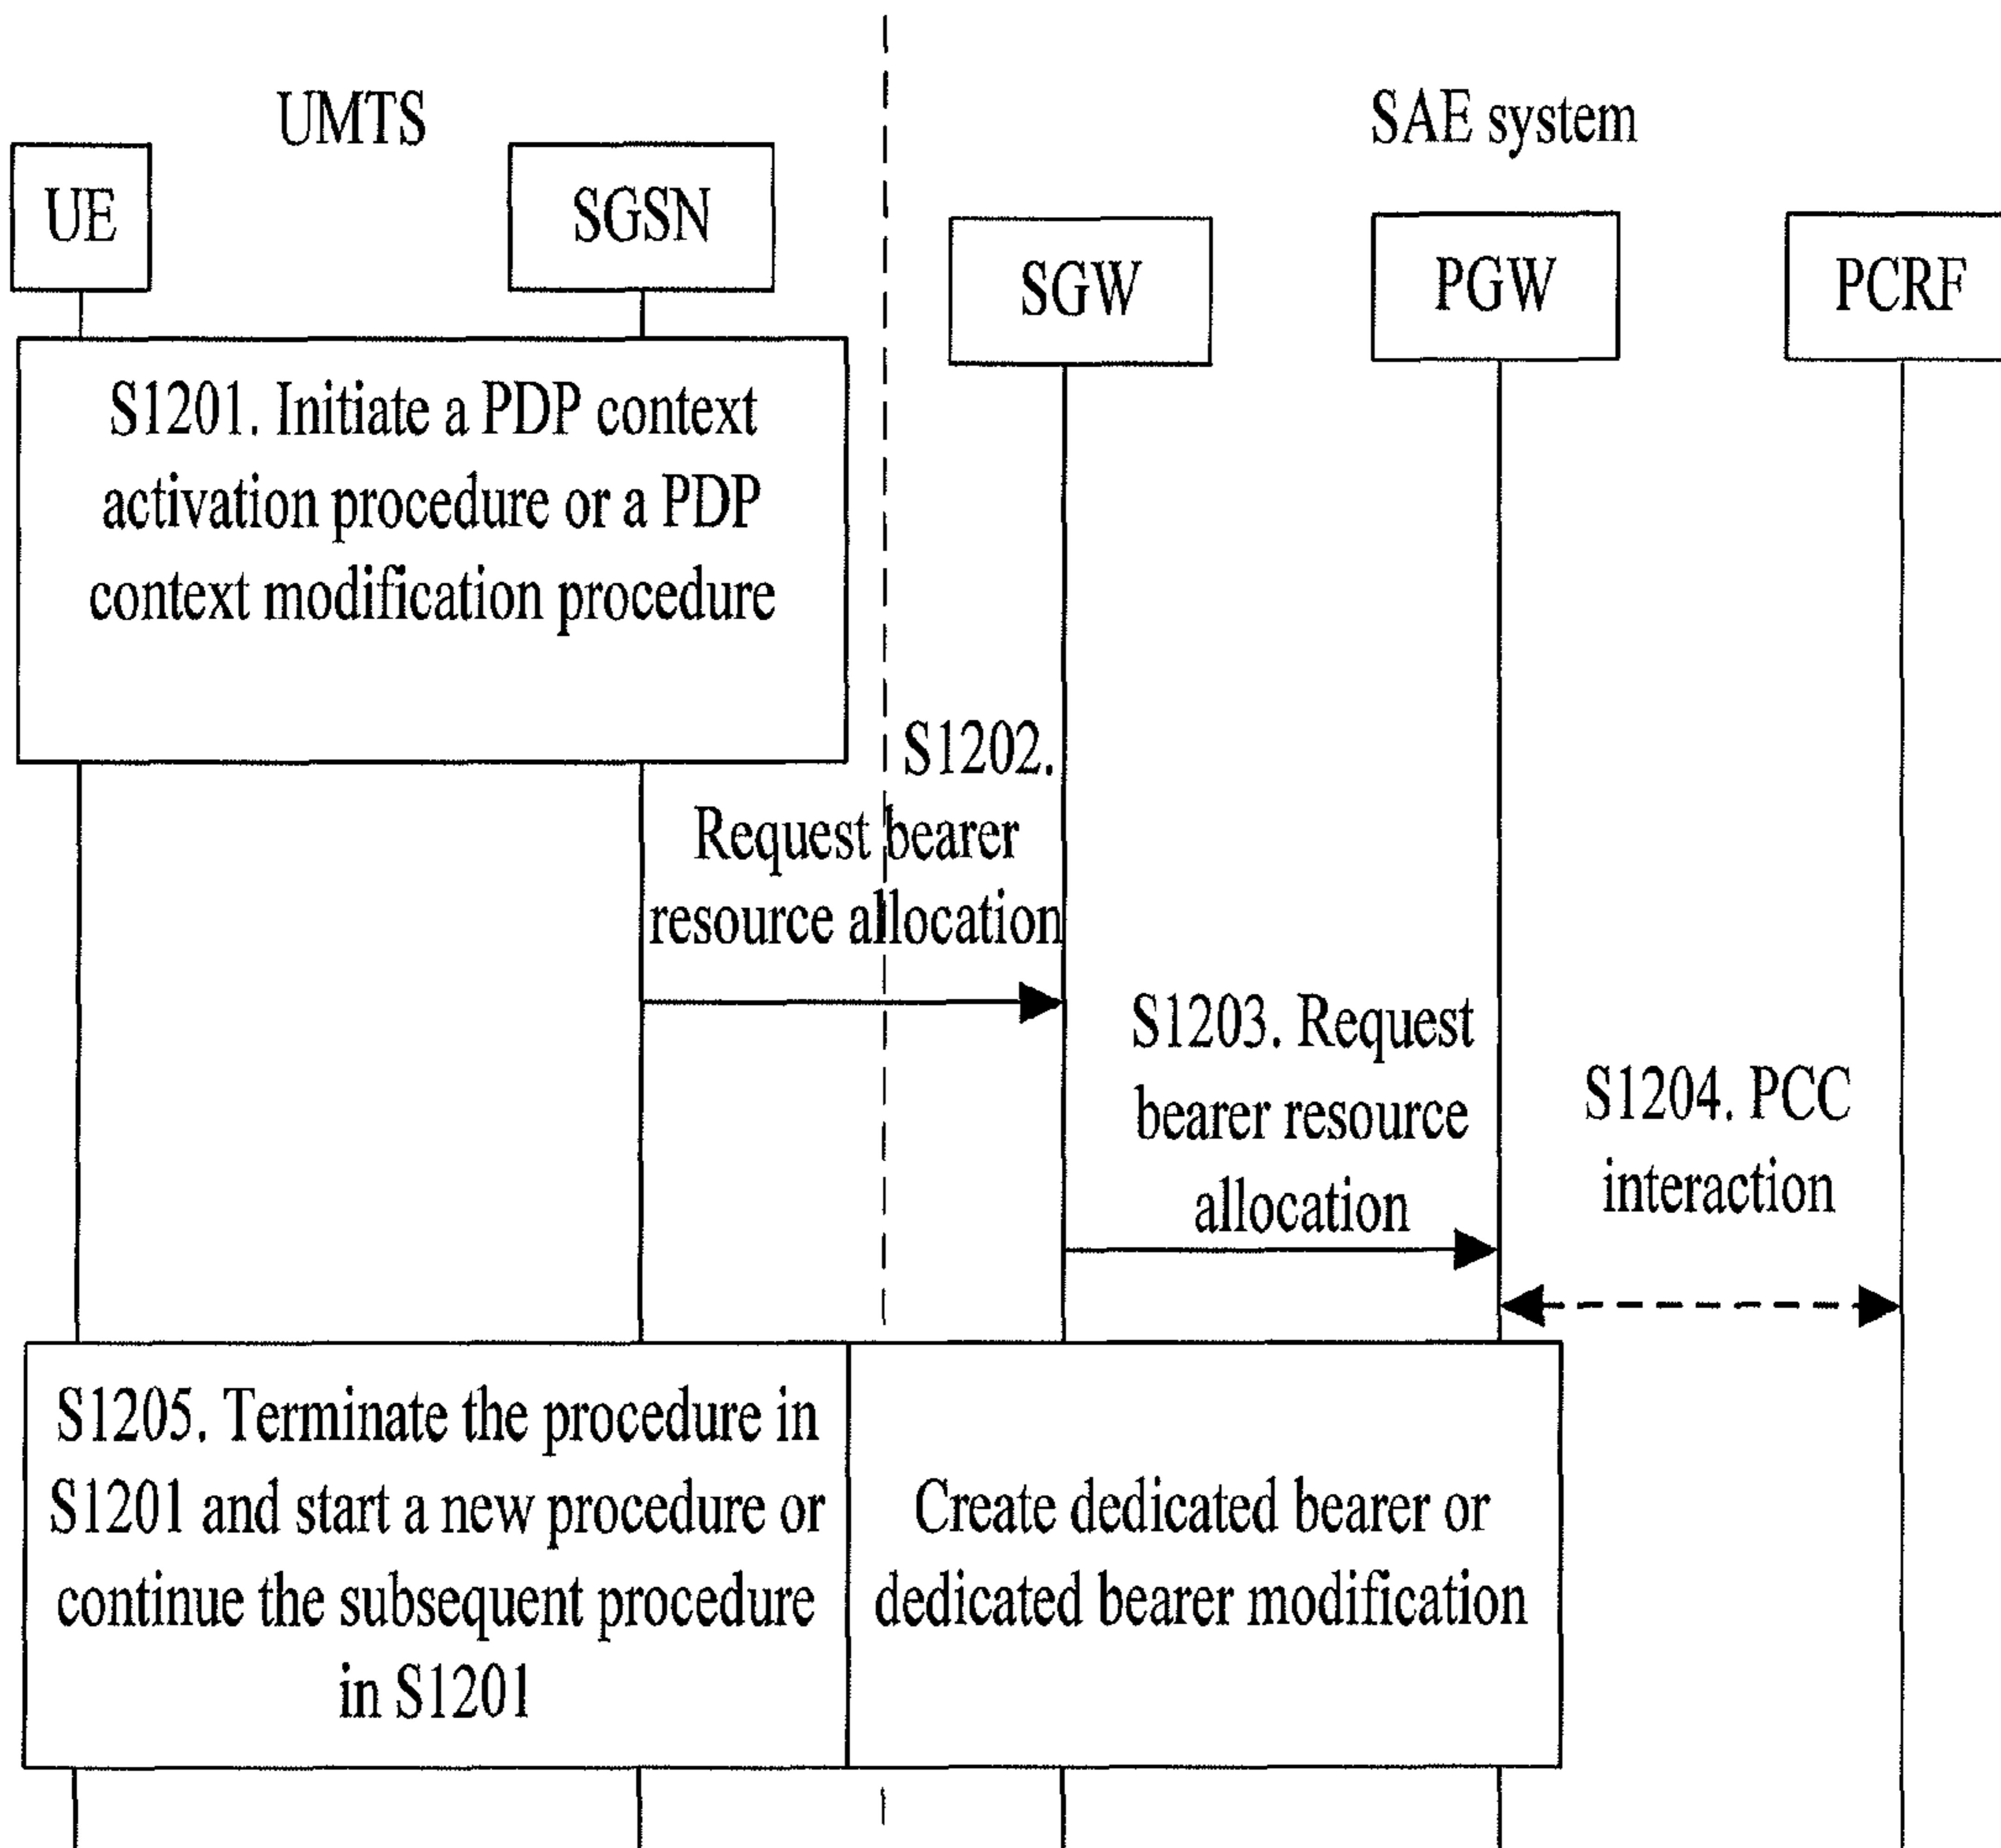 UMTS
SAE system
UE
SGSN
SGW
PGW
PCRF
S1201. Initiate a PDP context
activation procedure or a PDP
context modification procedure
S1202.
Request bearer
resource allocation
S1203. Request
bearer resource
allocation
S1204. PCC
interaction
S1205. Terminate the procedure in
S1201 and start a new procedure or
continue the subsequent procedure
in S1201
Create dedicated bearer or
dedicated bearer modification